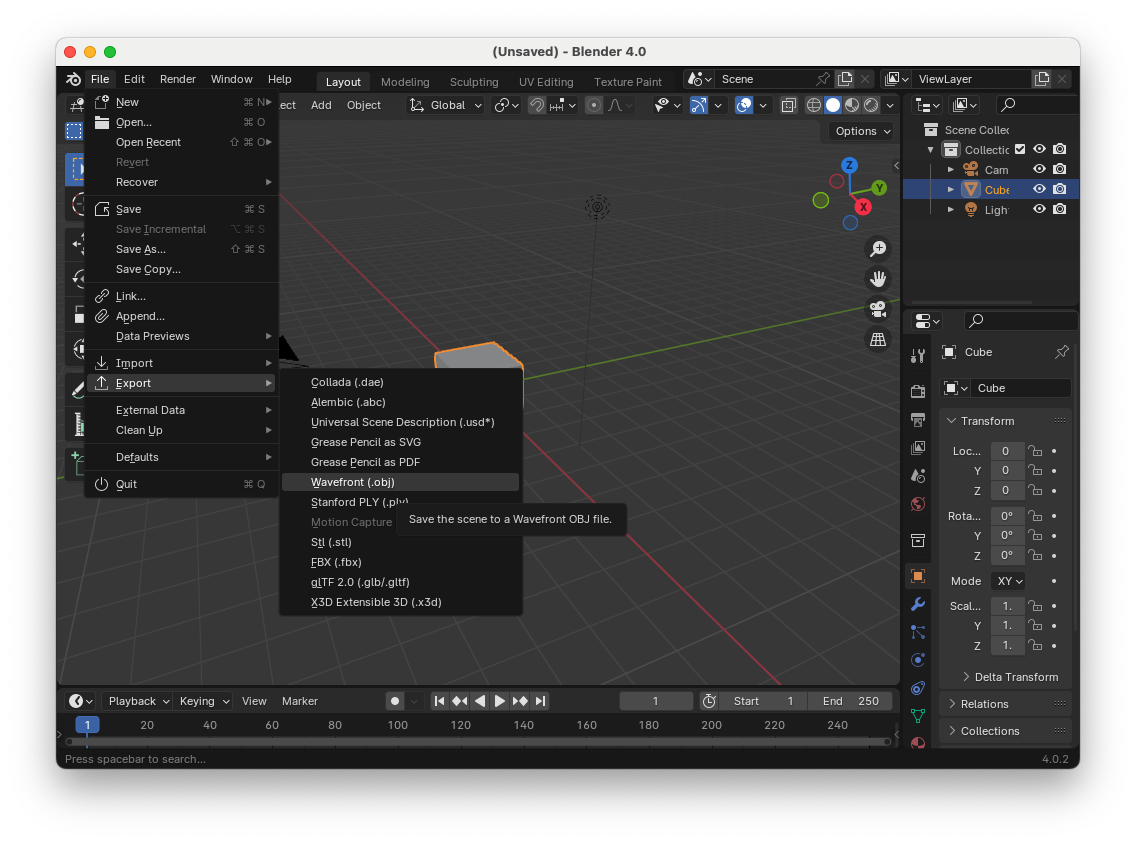 (Unsaved) - Blender 4.0
File Edit Render Window Help Layout Modeling Sculpting UV Editing Texture Paint Scene ViewLayer
ect Add Object Global
Options
New ⌘ N
Open... ⌘ O
Open Recent ⇧ ⌘ O
Revert
Recover
Save ⌘ S
Save Incremental ⌥ ⌘ S
Save As... ⇧ ⌘ S
Save Copy...
Link...
Append...
Data Previews
Import
Export
External Data
Clean Up
Defaults
Quit ⌘ Q
Collada (.dae)
Alembic (.abc)
Universal Scene Description (.usd*)
Grease Pencil as SVG
Grease Pencil as PDF
Wavefront (.obj)
Stanford PLY (.ply)
Motion Capture
Stl (.stl)
FBX (.fbx)
glTF 2.0 (.glb/.gltf)
X3D Extensible 3D (.x3d)
Save the scene to a Wavefront OBJ file.
Z
Y
X
Scene Collec
Collectic
Cam
Cube
Ligh
Cube
Cube
Transform
Loc... 0
Y 0
Z 0
Rota... 0°
Y 0°
Z 0°
Mode XY
Scal... 1.
Y 1.
Z 1.
Delta Transform
Relations
Collections
Playback Keying View Marker 1 Start 1 End 250
1 20 40 60 80 100 120 140 160 180 200 220 240
Press spacebar to search... 4.0.2